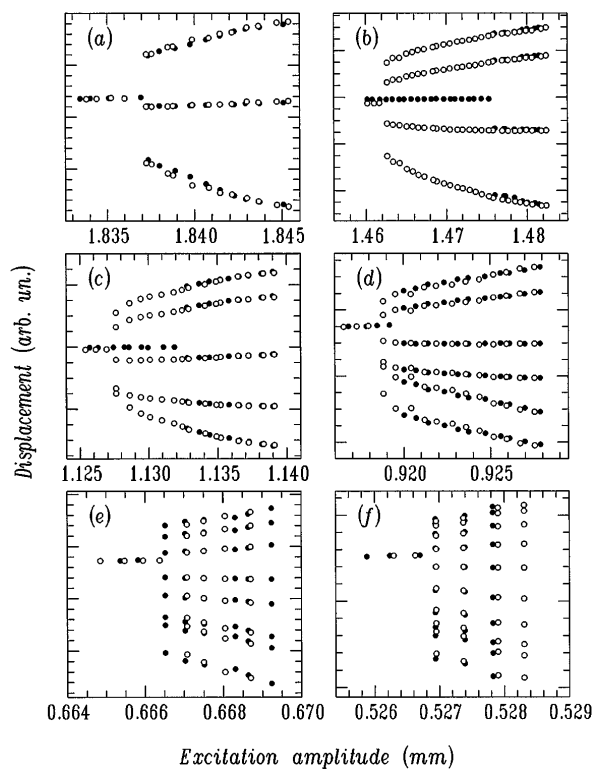 (a)
(b)
1.835 1.840 1.845
1.46 1.47 1.48
(c)
(d)
1.125 1.130 1.135 1.140
0.920 0.925
Displacement (arb. un.)
(e)
(f)
0.664 0.666 0.668 0.670
0.526 0.527 0.528 0.529
Excitation amplitude (mm)